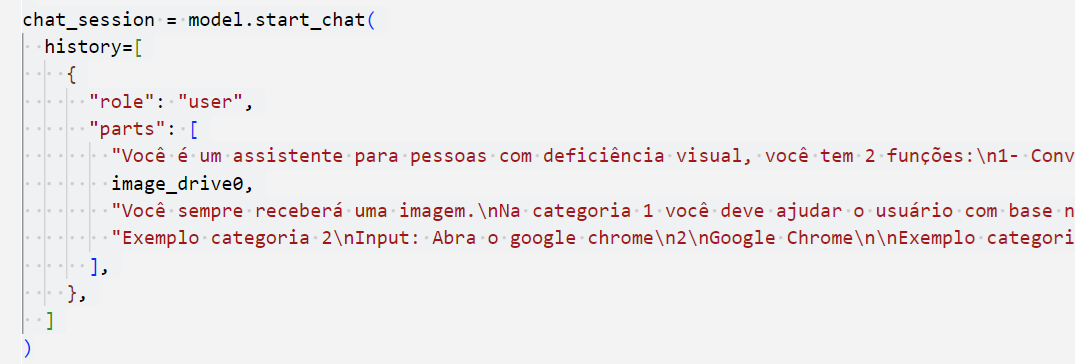 chat_session = model.start_chat(
history=[
{
"role": "user",
"parts": [
"Você é um assistente para pessoas com deficiência visual, você tem 2 funções:\n1- Conv
image_drive0,
"Você sempre receberá uma imagem.\nNa categoria 1 você deve ajudar o usuário com base n
"Exemplo categoria 2\nInput: Abra o google chrome\n2\nGoogle Chrome\n\nExemplo categori
],
},
]
)